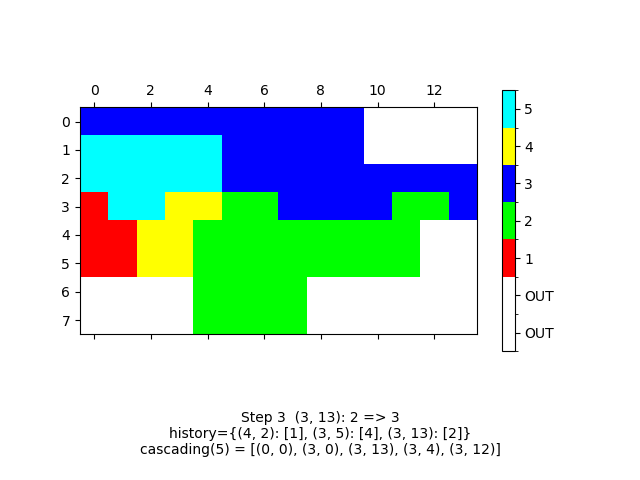 0 2 4 6 8 10 12
0
1
2
3
4
5
6
7
5
4
3
2
1
OUT
OUT
Step 3  (3, 13): 2 => 3
history={(4, 2): [1], (3, 5): [4], (3, 13): [2]}
cascading(5) = [(0, 0), (3, 0), (3, 13), (3, 4), (3, 12)]